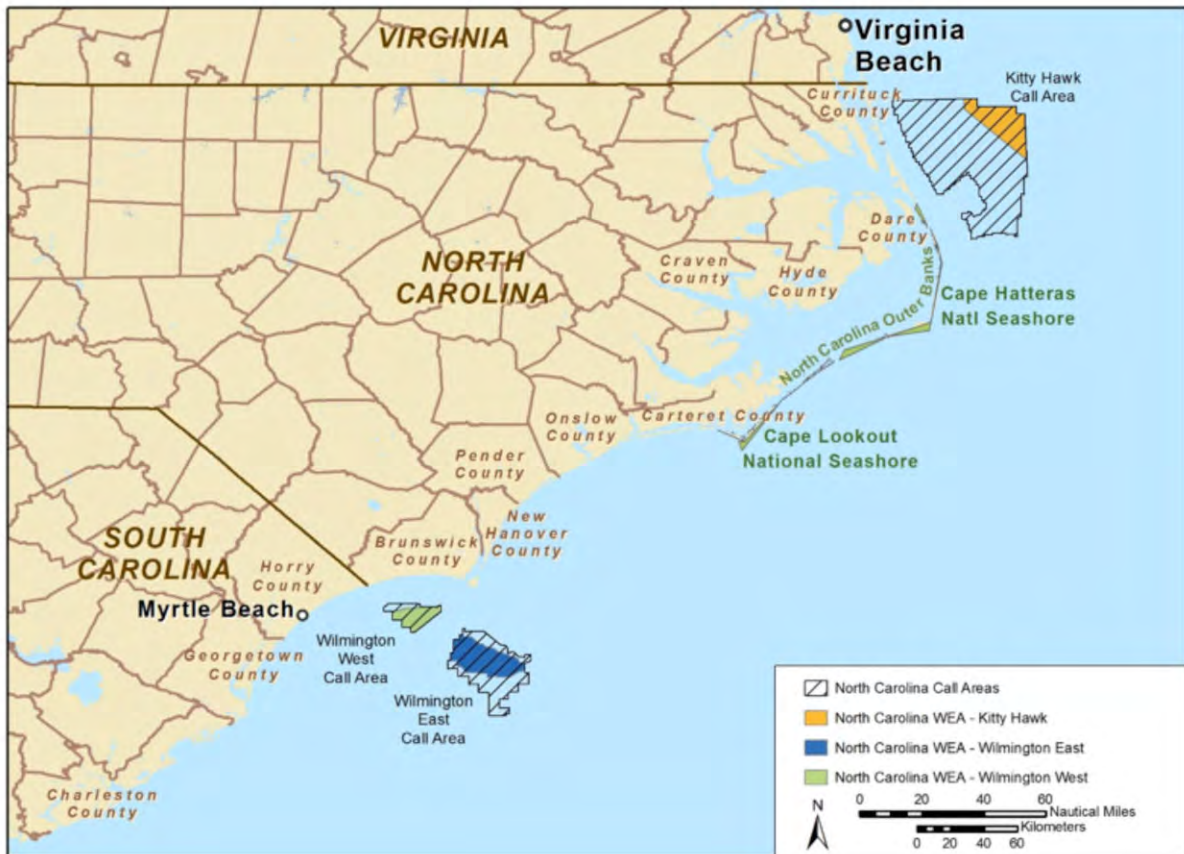 VIRGINIA
Virginia
Beach
Kitty Hawk
Call Area
Currituck
County
NORTH
CAROLINA
Craven
County
Hyde
County
Dare
County
North Carolina Outer Banks
Cape Hatteras
Natl Seashore
Onslow
County
Carteret County
Cape Lookout
National Seashore
Pender
County
New
Hanover
County
Brunswick
County
SOUTH
CAROLINA
Horry
County
Myrtle Beach
Georgetown
County
Wilmington
West
Call Area
Wilmington
East
Call Area
Charleston
County
North Carolina Call Areas
North Carolina WEA - Kitty Hawk
North Carolina WEA - Wilmington East
North Carolina WEA - Wilmington West
N
0 20 40 60
Nautical Miles
Kilometers
0 20 40 60